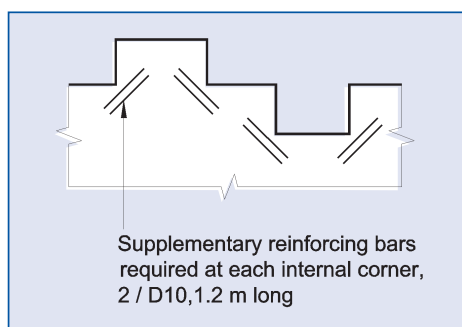 Supplementary reinforcing bars
required at each internal corner,
2 / D10,1.2 m long